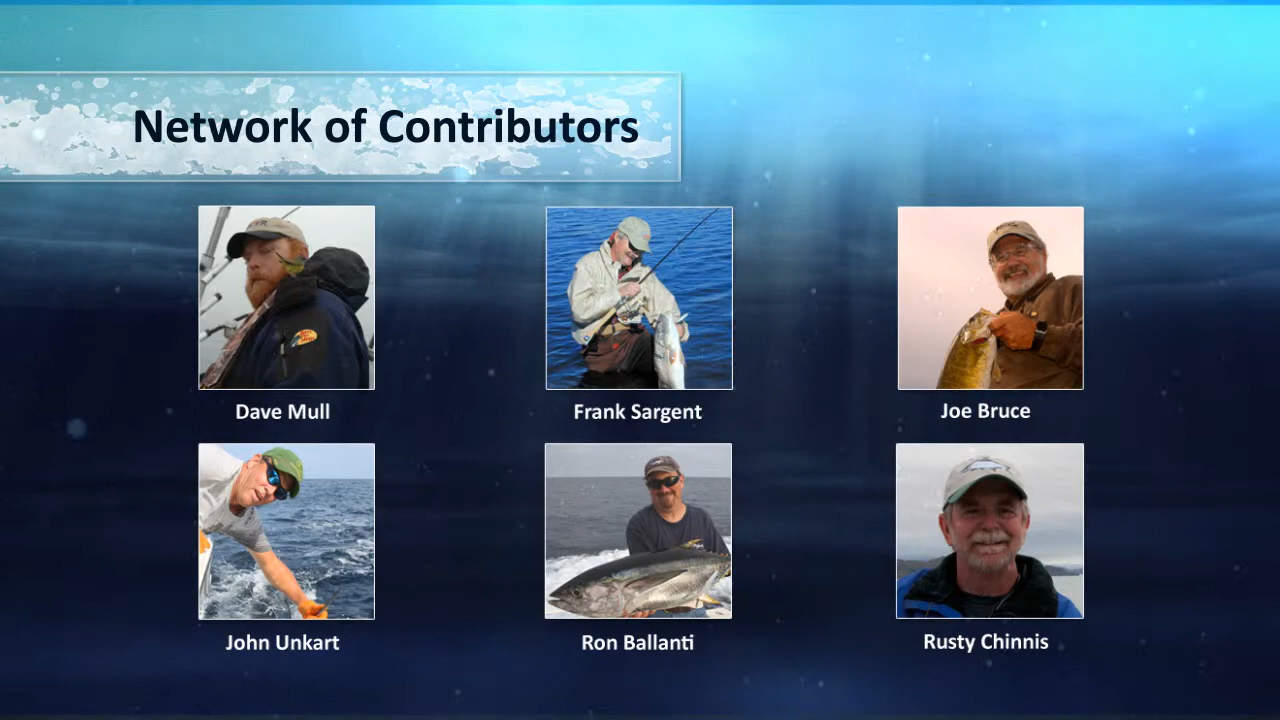 Network of Contributors
Dave Mull
Frank Sargent
Joe Bruce
John Unkart
Ron Ballanti
Rusty Chinnis